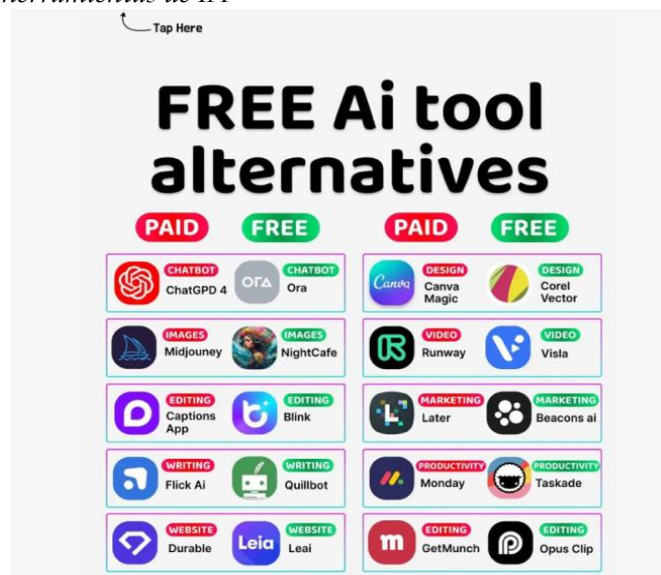 herramientas de IA
Tap Here
FREE Ai tool
alternatives
PAID FREE PAID FREE
CHATBOT
ChatGPD 4
ORA
CHATBOT
Ora
Canva
DESIGN
Canva
Magic
DESIGN
Corel
Vector
IMAGES
Midjouney
IMAGES
NightCafe
VIDEO
Runway
VIDEO
Visla
EDITING
Captions
App
EDITING
Blink
MARKETING
Later
MARKETING
Beacons ai
WRITING
Flick Ai
WRITING
Quillbot
PRODUCTIVITY
Monday
PRODUCTIVITY
Taskade
WEBSITE
Durable
Leia
WEBSITE
Leai
m
EDITING
GetMunch
EDITING
Opus Clip